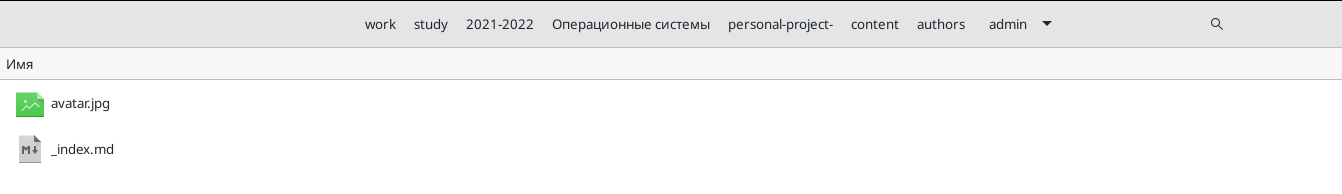 work study 2021-2022 Операционные системы personal-project- content authors admin
Имя
avatar.jpg
_index.md